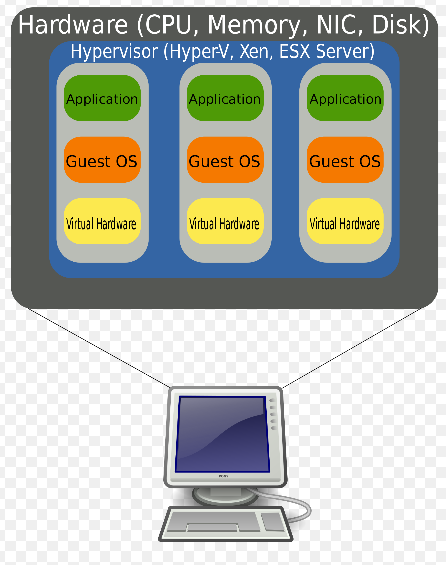 Hardware (CPU, Memory, NIC, Disk)
Hypervisor (HyperV, Xen, ESX Server)
Application Application Application
Guest OS Guest OS Guest OS
Virtual Hardware Virtual Hardware Virtual Hardware